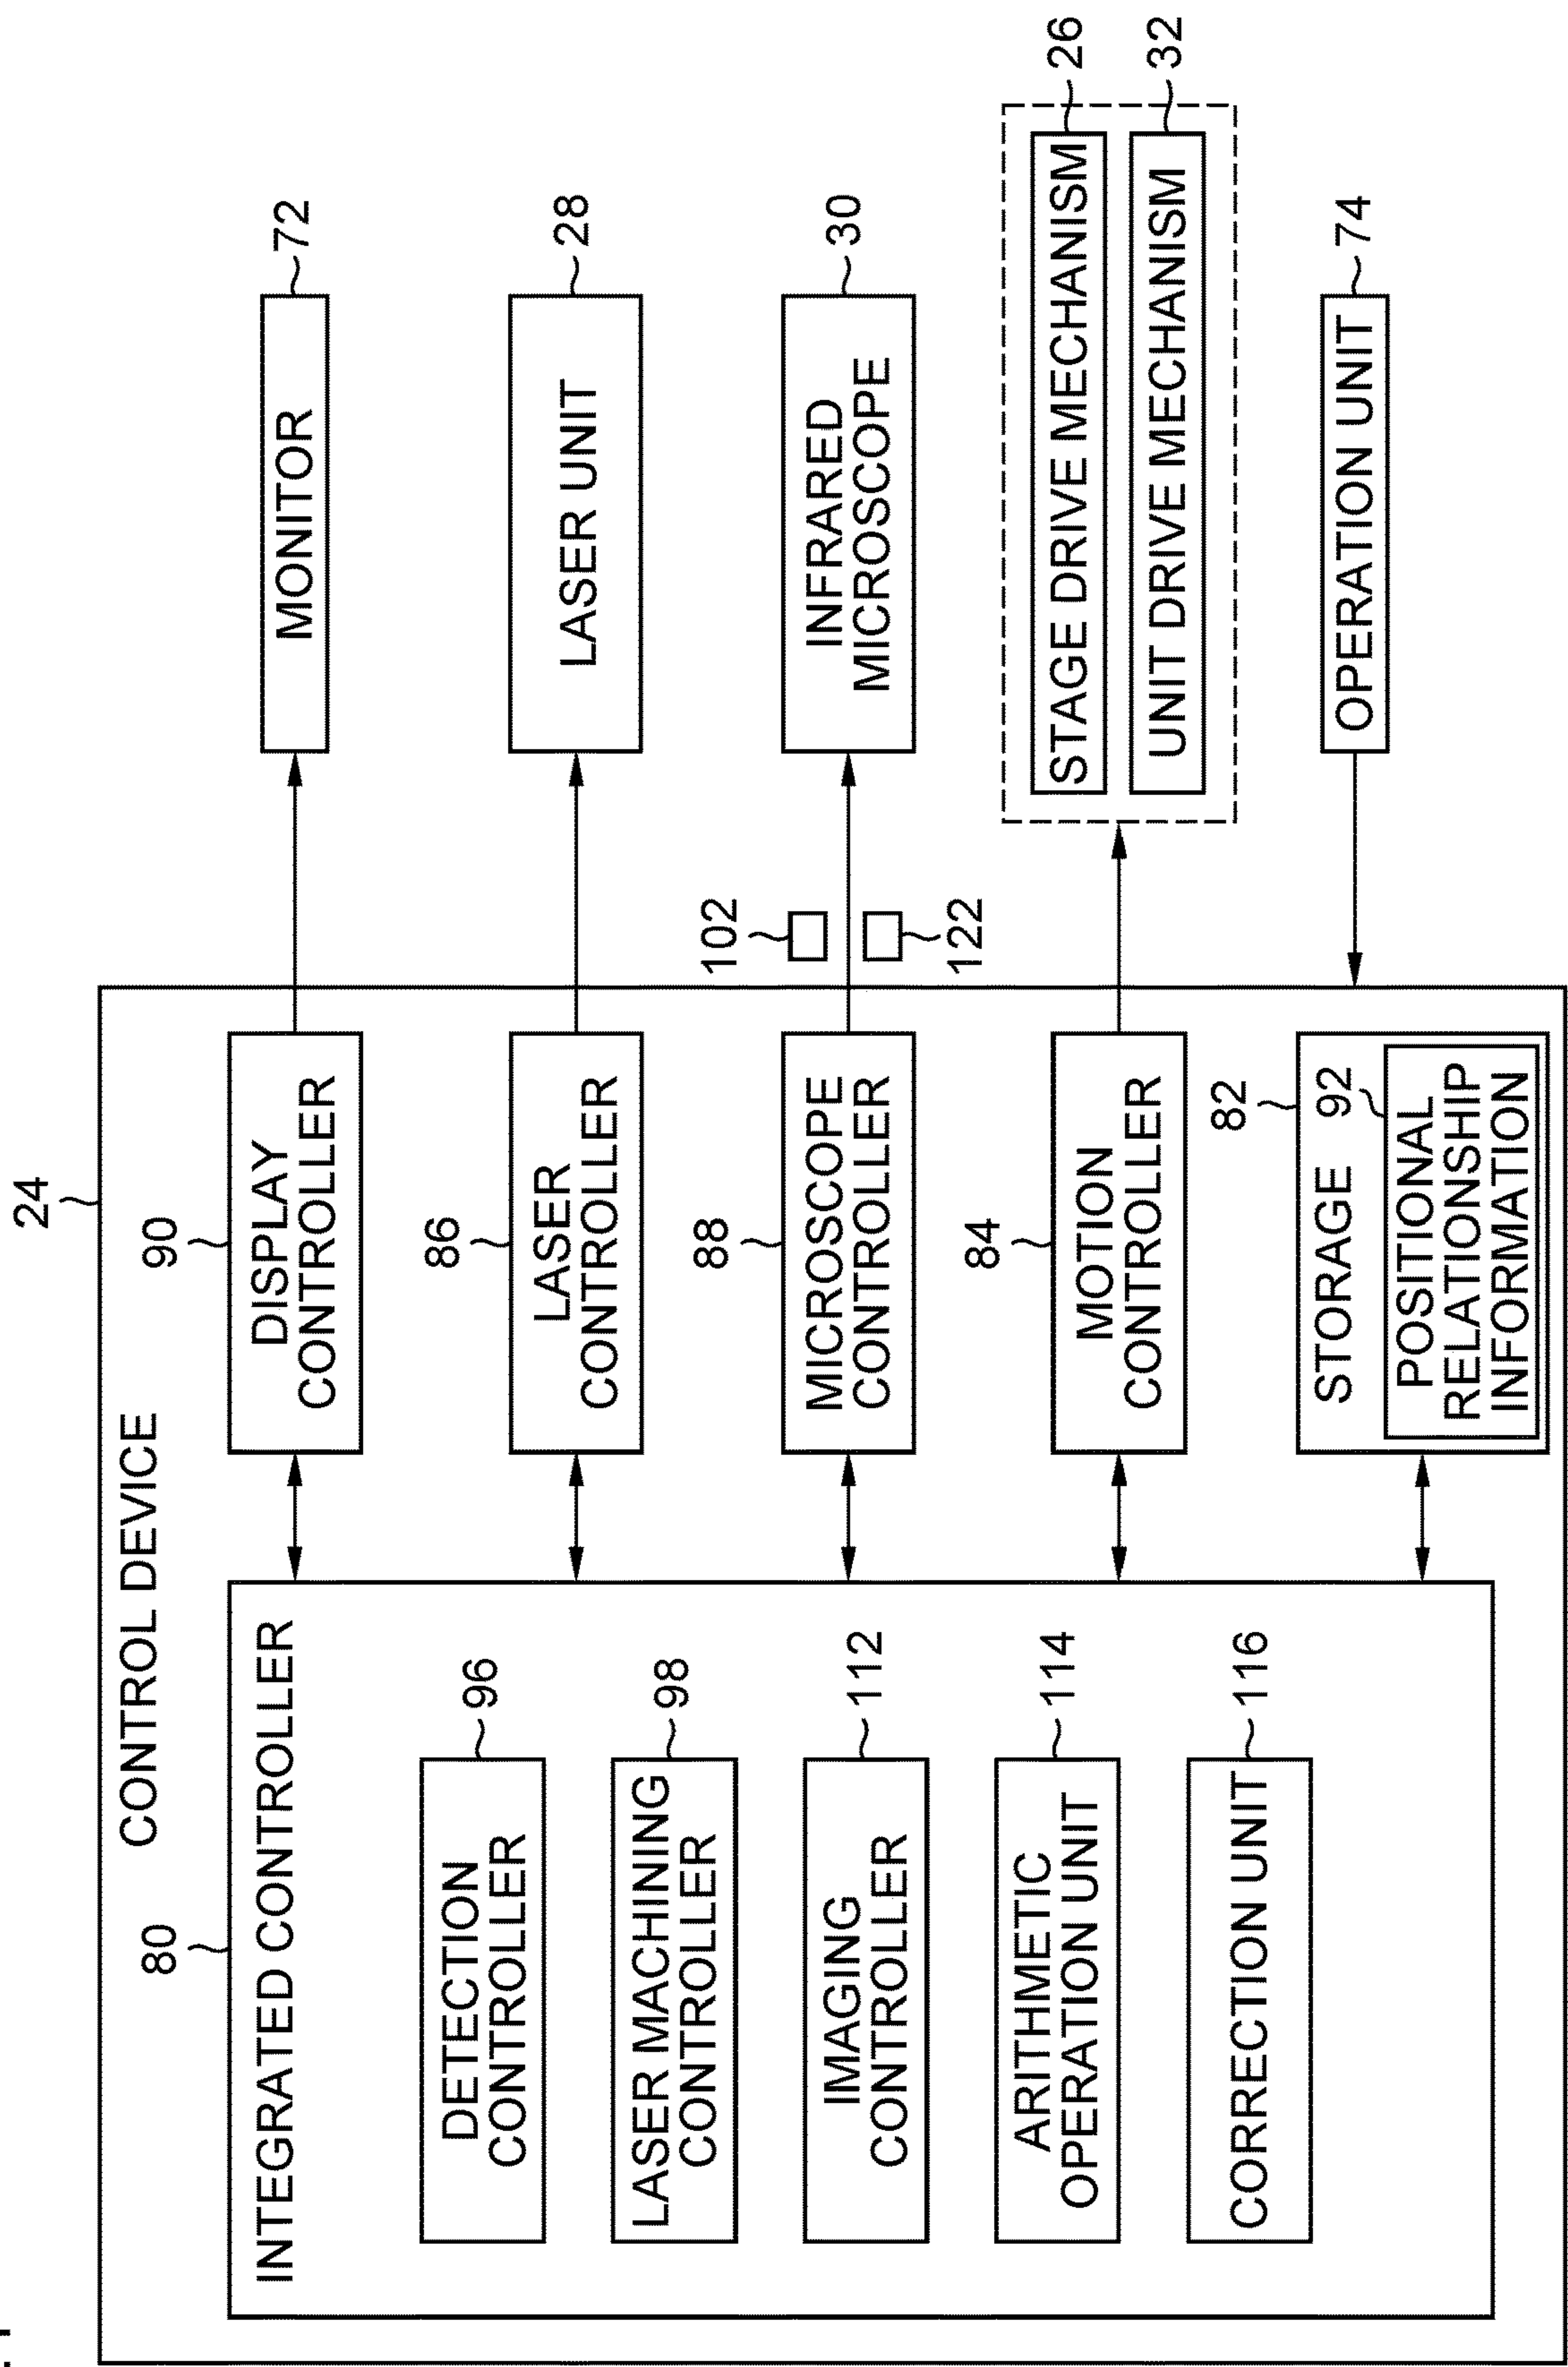 24
CONTROL DEVICE
80
INTEGRATED CONTROLLER
96
DETECTION
CONTROLLER
98
LASER MACHINING
CONTROLLER
112
IMAGING
CONTROLLER
114
ARITHMETIC
OPERATION UNIT
116
CORRECTION UNIT
90
DISPLAY
CONTROLLER
86
LASER
CONTROLLER
88
MICROSCOPE
CONTROLLER
84
MOTION
CONTROLLER
82
STORAGE
92
POSITIONAL
RELATIONSHIP
INFORMATION
102
122
MONITOR
72
LASER UNIT
28
INFRARED
MICROSCOPE
30
STAGE DRIVE MECHANISM
26
UNIT DRIVE MECHANISM
32
OPERATION UNIT
74